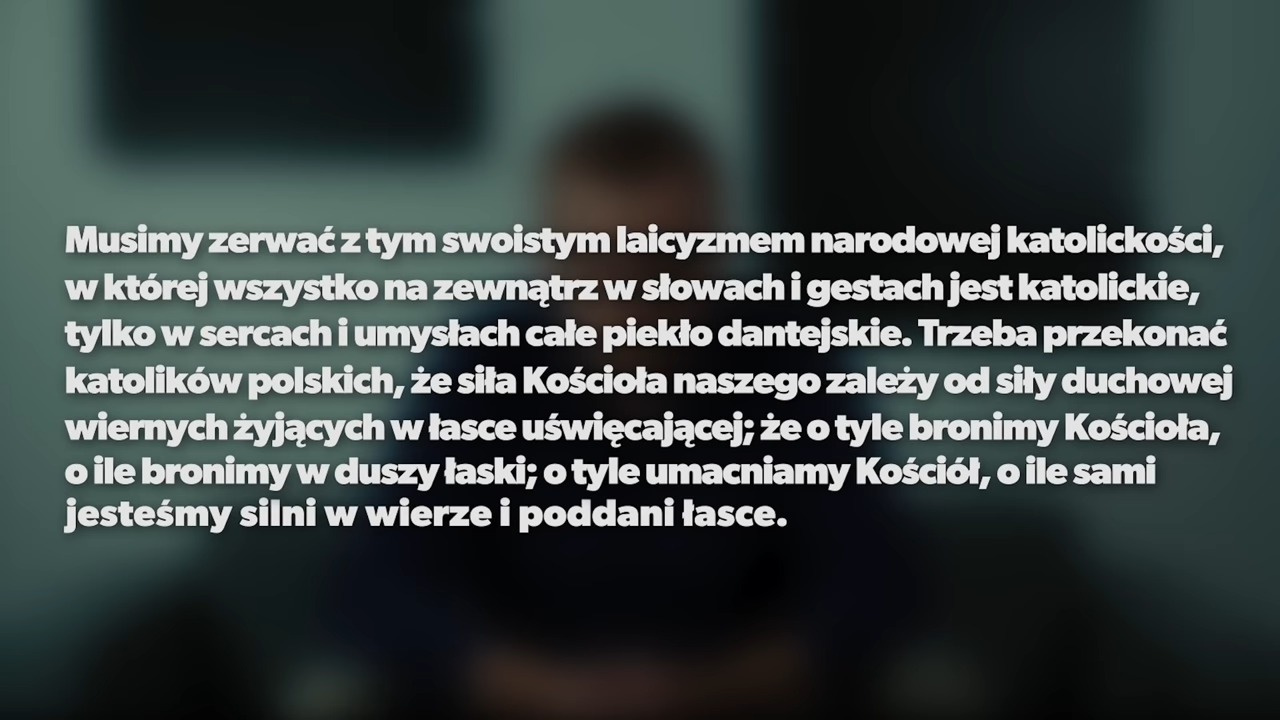 Musimy zerwać z tym swoistym laicyzmem narodowej katolickości,
w której wszystko na zewnątrz w słowach i gestach jest katolickie,
tylko w sercach i umysłach całe piekło dantejskie. Trzeba przekonać
katolików polskich, że siła Kościoła naszego zależy od siły duchowej
wiernych żyjących w łasce uświęcającej; że o tyle bronimy Kościoła,
o ile bronimy w duszy łaski; o tyle umacniamy Kościół, o ile sami
jesteśmy silni w wierze i poddani łasce.